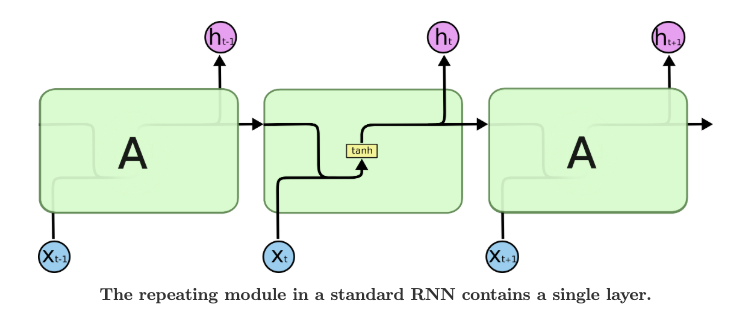 h t-1 h t h t+1
A tanh A
x t-1 x t x t+1
The repeating module in a standard RNN contains a single layer.